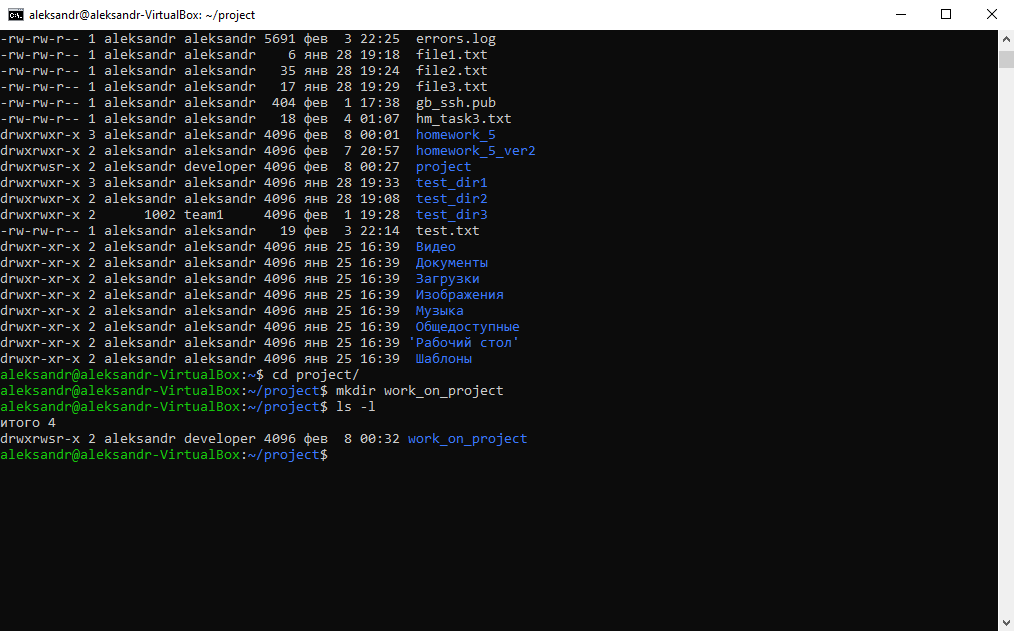 aleksandr@aleksandr-VirtualBox: ~/project
-rw-rw-r-- 1 aleksandr aleksandr 5691 фев  3 22:25  errors.log
-rw-rw-r-- 1 aleksandr aleksandr    6 янв 28 19:18  file1.txt
-rw-rw-r-- 1 aleksandr aleksandr   35 янв 28 19:24  file2.txt
-rw-rw-r-- 1 aleksandr aleksandr   17 янв 28 19:29  file3.txt
-rw-rw-r-- 1 aleksandr aleksandr  404 фев  1 17:38  gb_ssh.pub
-rw-rw-r-- 1 aleksandr aleksandr   18 фев  4 01:07  hm_task3.txt
drwxrwxr-x 3 aleksandr aleksandr 4096 фев  8 00:01  homework_5
drwxrwxr-x 2 aleksandr aleksandr 4096 фев  7 20:57  homework_5_ver2
drwxrwsr-x 2 aleksandr developer 4096 фев  8 00:27  project
drwxrwxr-x 3 aleksandr aleksandr 4096 янв 28 19:33  test_dir1
drwxrwxr-x 2 aleksandr aleksandr 4096 янв 28 19:08  test_dir2
drwxrwxr-x 2      1002 team1     4096 фев  1 19:28  test_dir3
-rw-rw-r-- 1 aleksandr aleksandr   19 фев  3 22:14  test.txt
drwxr-xr-x 2 aleksandr aleksandr 4096 янв 25 16:39  Видео
drwxr-xr-x 2 aleksandr aleksandr 4096 янв 25 16:39  Документы
drwxr-xr-x 2 aleksandr aleksandr 4096 янв 25 16:39  Загрузки
drwxr-xr-x 2 aleksandr aleksandr 4096 янв 25 16:39  Изображения
drwxr-xr-x 2 aleksandr aleksandr 4096 янв 25 16:39  Музыка
drwxr-xr-x 2 aleksandr aleksandr 4096 янв 25 16:39  Общедоступные
drwxr-xr-x 2 aleksandr aleksandr 4096 янв 25 16:39 'Рабочий стол'
drwxr-xr-x 2 aleksandr aleksandr 4096 янв 25 16:39  Шаблоны
aleksandr@aleksandr-VirtualBox:~$ cd project/
aleksandr@aleksandr-VirtualBox:~/project$ mkdir work_on_project
aleksandr@aleksandr-VirtualBox:~/project$ ls -l
итого 4
drwxrwsr-x 2 aleksandr developer 4096 фев  8 00:32 work_on_project
aleksandr@aleksandr-VirtualBox:~/project$